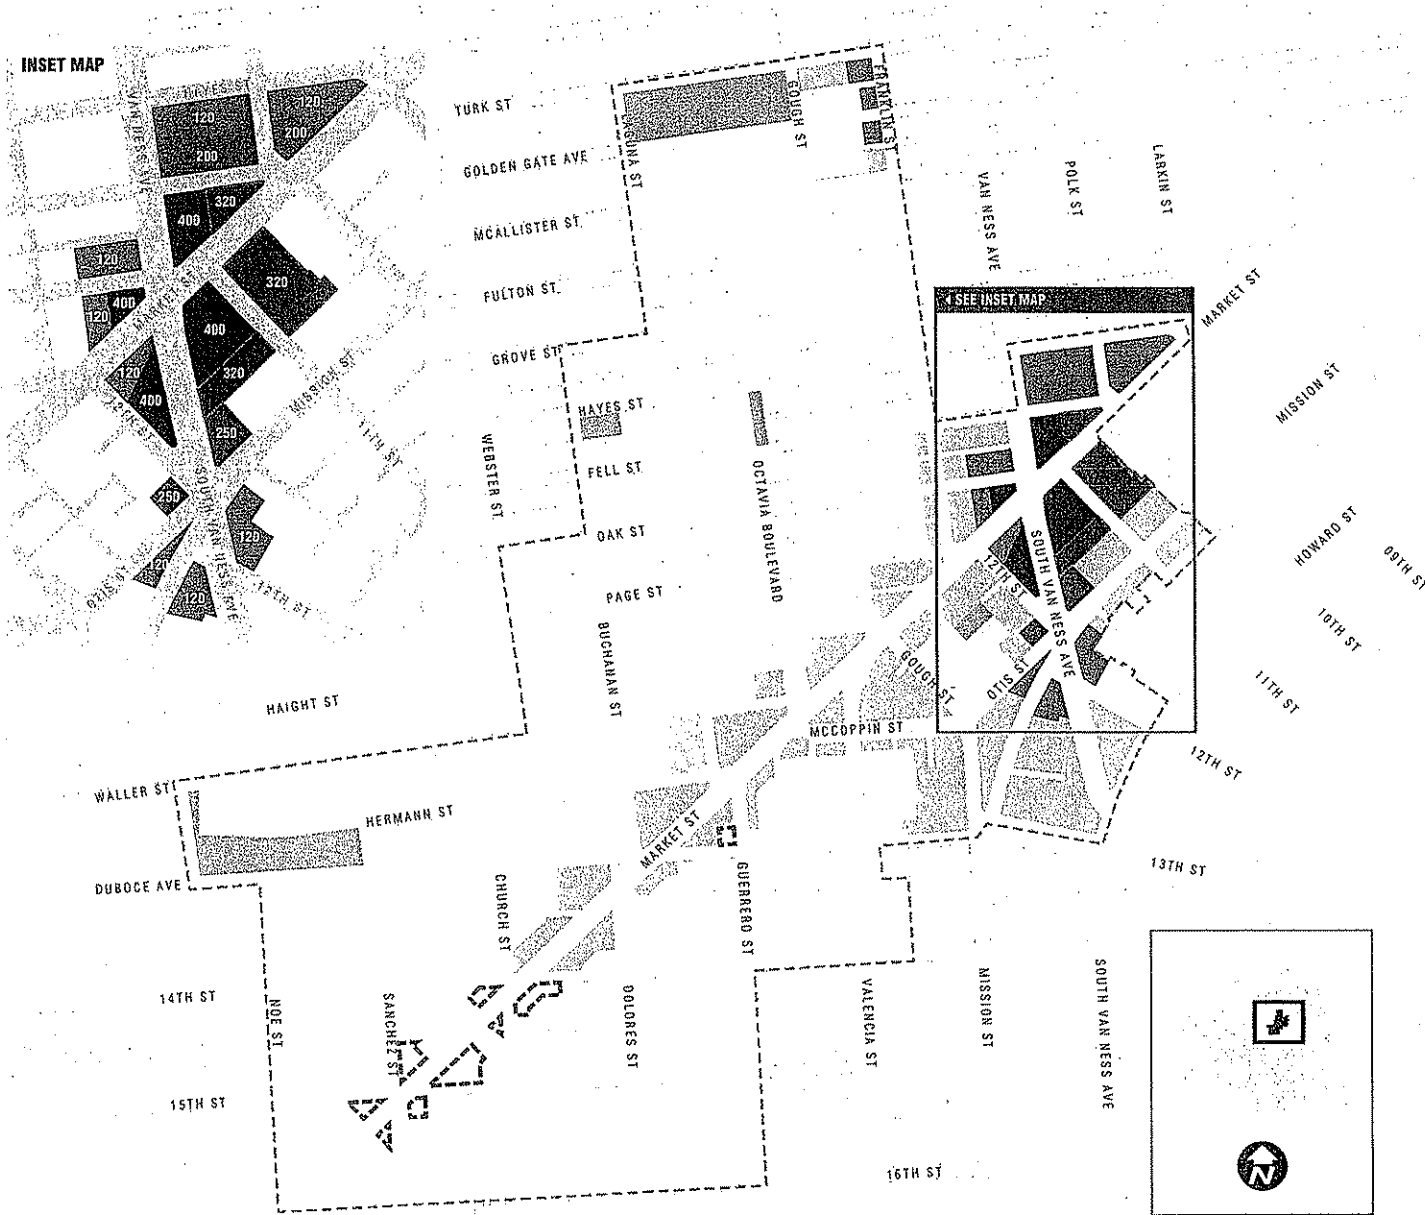 INSET MAP
HAYES ST
VAN NESS AVE
120
200
120
200
400
320
120
320
400
120
MARKET ST
400
120
320
400
MISSION ST
12TH ST
250
11TH ST
250
SOUTH VAN NESS AVE
120
120
OTIS ST
120
12TH ST
TURK ST
GOLDEN GATE AVE
MCALLISTER ST
FULTON ST
GROVE ST
HAYES ST
FELL ST
OAK ST
PAGE ST
HAIGHT ST
WALLER ST
HERMANN ST
DUBOCE AVE
14TH ST
15TH ST
16TH ST
GOUGH ST
FRANKLIN ST
VAN NESS AVE
POLK ST
LARKIN ST
SEE INSET MAP
MARKET ST
MISSION ST
HOWARD ST
09TH ST
10TH ST
11TH ST
12TH ST
13TH ST
WEBSTER ST
BUCHANAN ST
OCTAVIA BOULEVARD
12TH ST
SOUTH VAN NESS AVE
GOUGH ST
OTIS ST
MCCOPPIN ST
MARKET ST
GUERRERO ST
CHURCH ST
NOE ST
SANCHEZ ST
DOLORES ST
VALENCIA ST
MISSION ST
SOUTH VAN NESS AVE
N